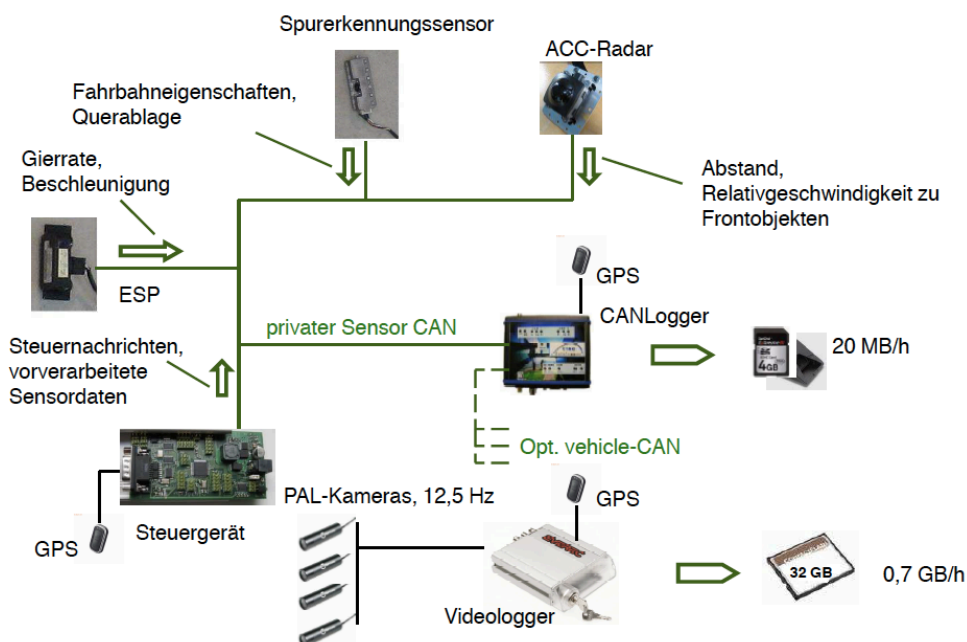 Spurerkennungssensor
ACC-Radar
Fahrbahneigenschaften,
Querablage
Gierrate,
Beschleunigung
Abstand,
Relativgeschwindigkeit zu
Frontobjekten
ESP
GPS
privater Sensor CAN
CANLogger
Steuernachrichten,
vorverarbeitete
Sensordaten
4GB
20 MB/h
Opt. vehicle-CAN
PAL-Kameras, 12,5 Hz
GPS
Steuergerät
GPS
32 GB
0,7 GB/h
Videologger